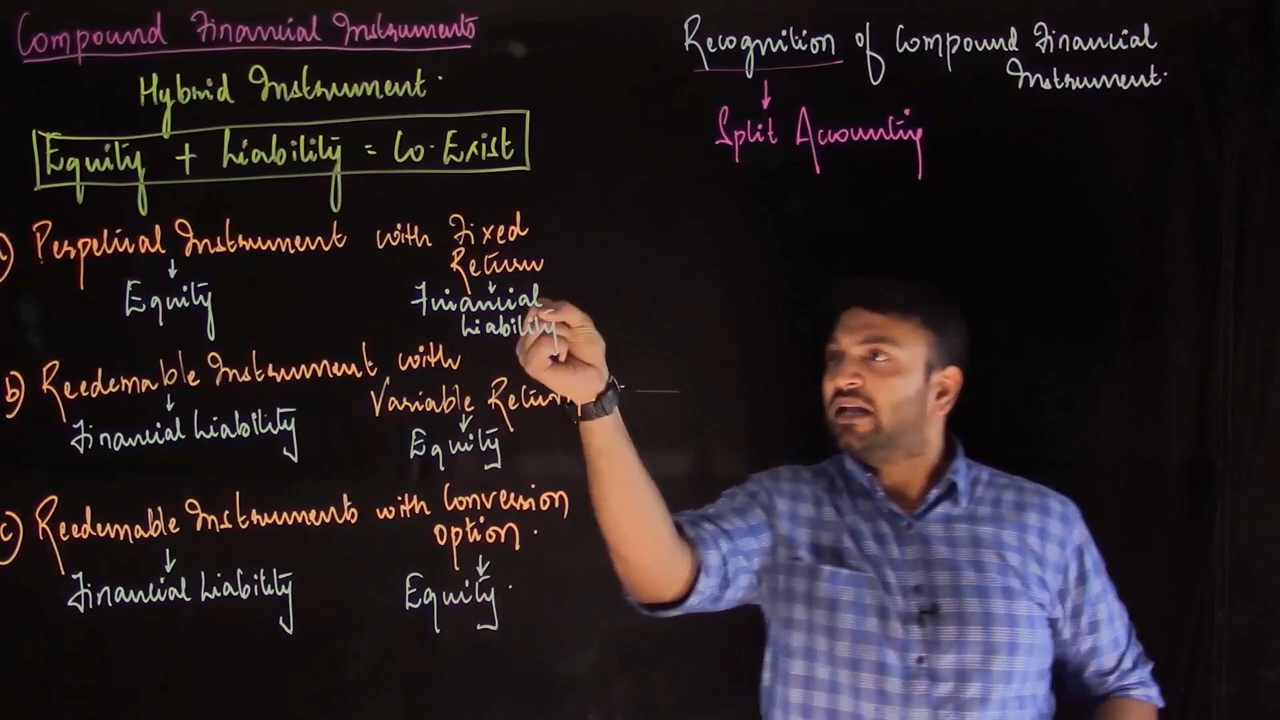 Compound Financial Instruments
Hybrid Instrument.
Equity + Liability = Co-Exist
a) Perpetual Instrument with Fixed
Return
Equity
Financial
Liability
b) Reedemable Instrument with
Variable Return
Financial Liability
Equity
c) Reedemable Instruments with Conversion
Option.
Financial Liability
Equity.
Recognition of Compound Financial
Instrument.
Split Accounting